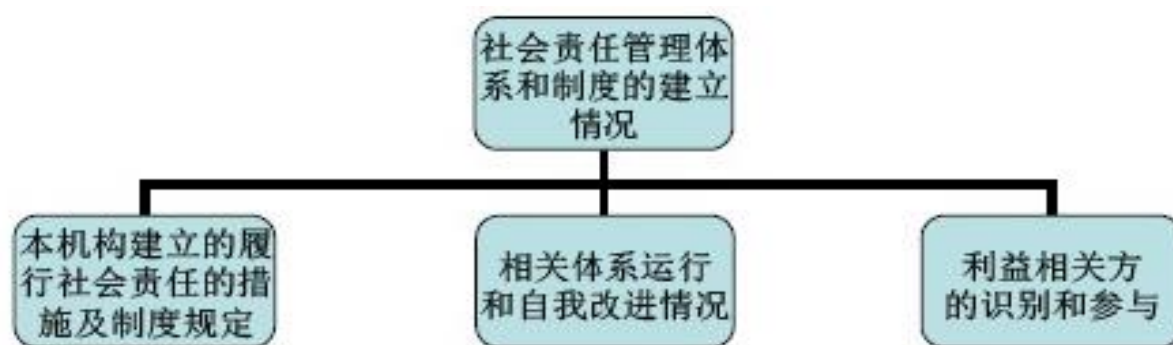 社会责任管理体
系和制度的建立
情况
本机构建立的履
行社会责任的措
施及制度规定
相关体系运行
和自我改进情况
利益相关方
的识别和参与